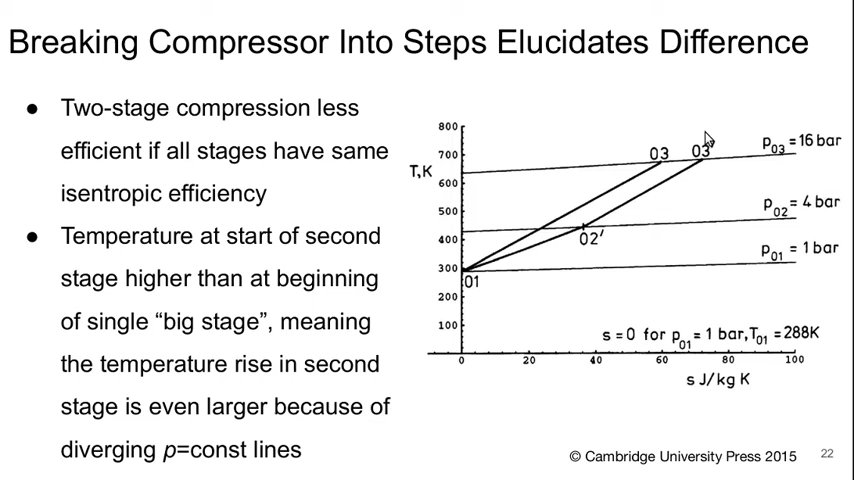 Breaking Compressor Into Steps Elucidates Difference
● Two-stage compression less
efficient if all stages have same
isentropic efficiency
● Temperature at start of second
stage higher than at beginning
of single “big stage”, meaning
the temperature rise in second
stage is even larger because of
diverging p=const lines
800
700
T,K
600
500
400
300
200
100
03
03'
p03 = 16 bar
p02 = 4 bar
02'
p01 = 1 bar
01
s=0 for p01 = 1 bar, T01 = 288K
0 20 40 60 80 100
s J/kg K
© Cambridge University Press 2015
22